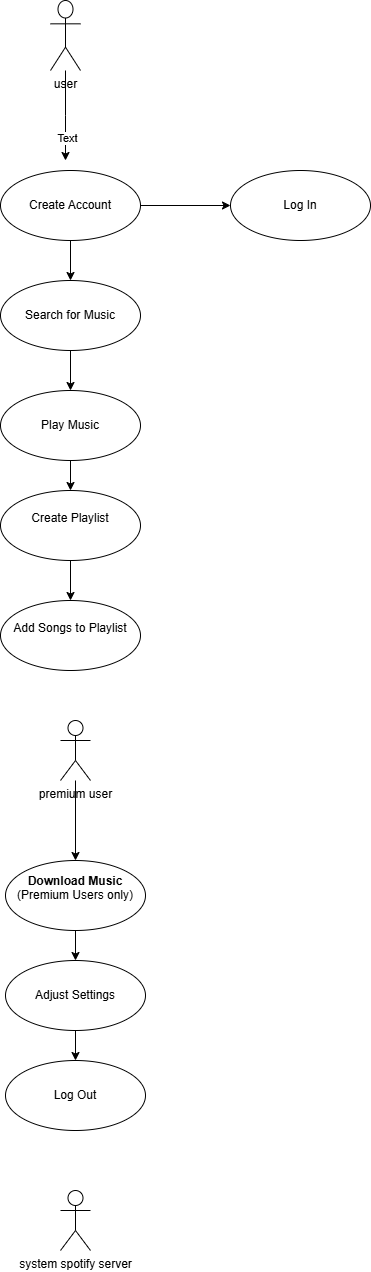 user
Text
Create Account
Log In
Search for Music
Play Music
Create Playlist
Add Songs to Playlist
premium user
Download Music
(Premium Users only)
Adjust Settings
Log Out
system spotify server